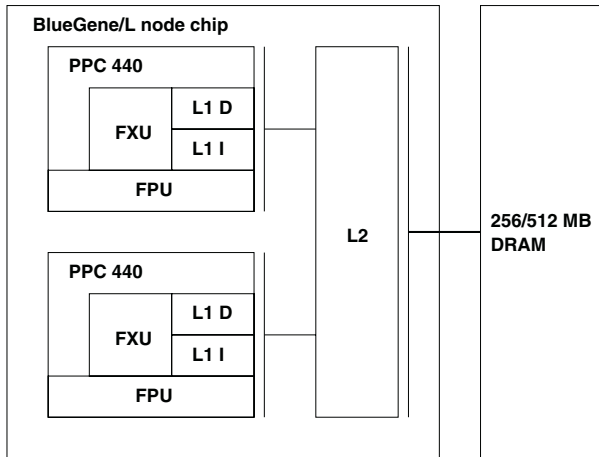 BlueGene/L node chip
PPC 440
FXU
L1 D
L1 I
FPU
PPC 440
FXU
L1 D
L1 I
FPU
L2
256/512 MB
DRAM